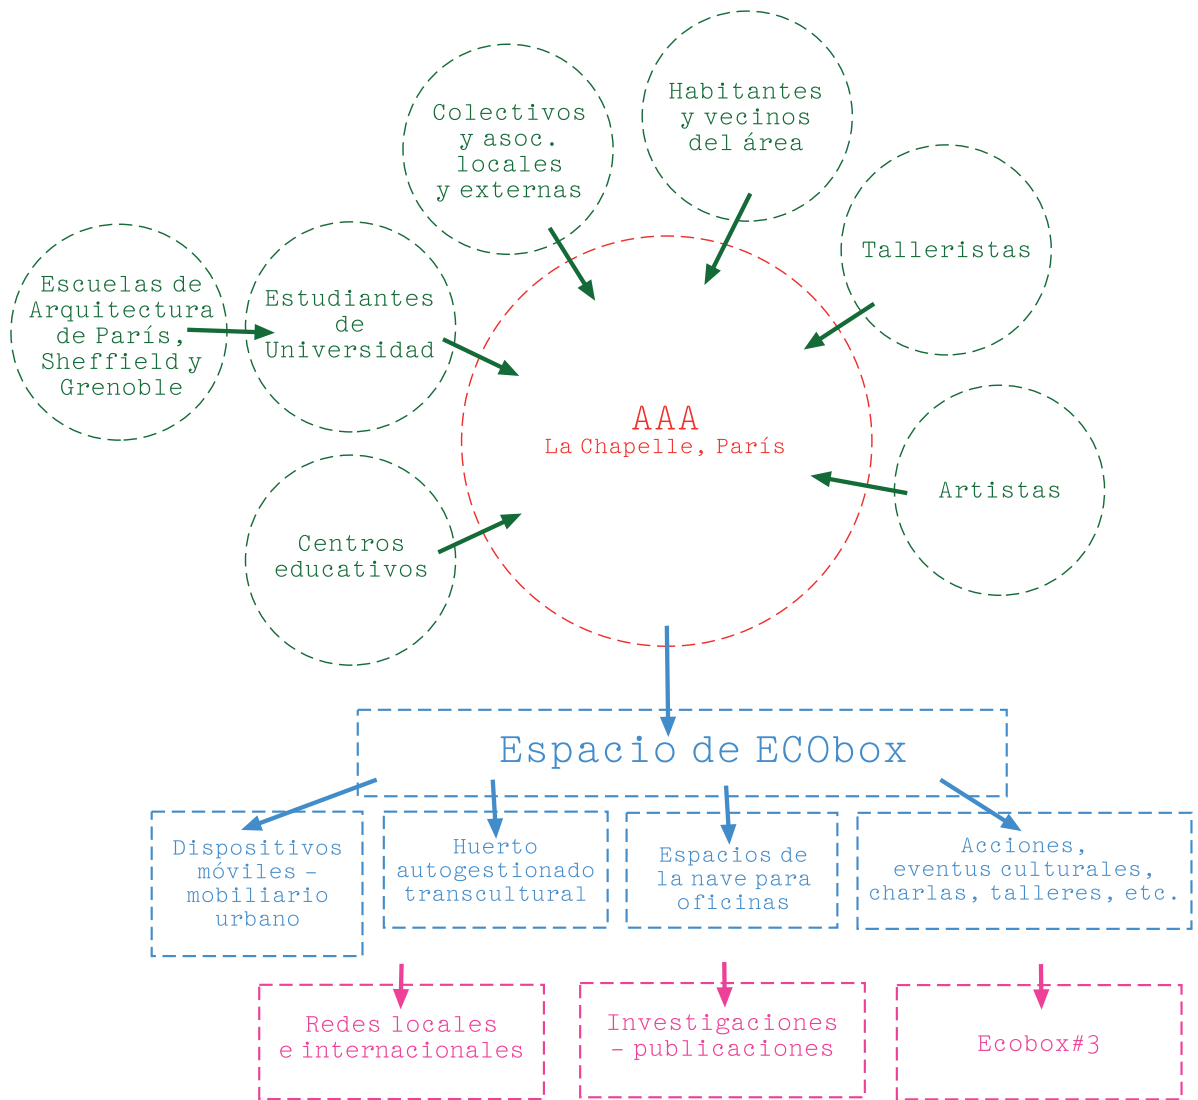 Colectivos
y asoc.
locales
y externas
Habitantes
y vecinos
del área
Talleristas
Escuelas de
Arquitectura
de París,
Sheffield y
Grenoble
Estudiantes
de
Universidad
AAA
La Chapelle, París
Artistas
Centros
educativos
Espacio de ECObox
Dispositivos
móviles –
mobiliario
urbano
Huerto
autogestionado
transcultural
Espacios de
la nave para
oficinas
Acciones,
eventus culturales,
charlas, talleres, etc.
Redes locales
e internacionales
Investigaciones
– publicaciones
Ecobox#3